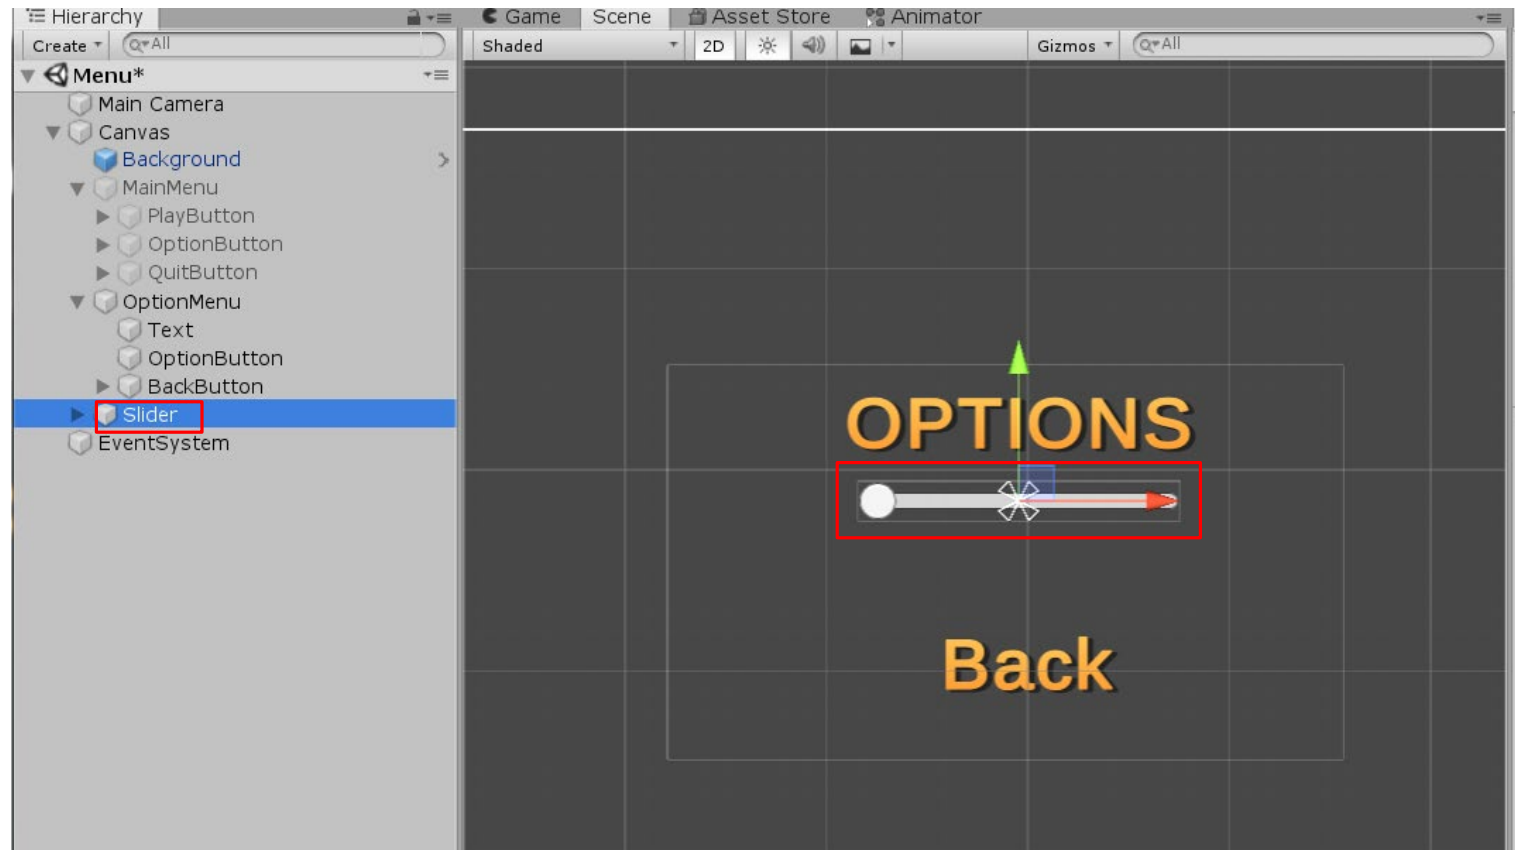 Hierarchy
Create
All
Menu*
Main Camera
Canvas
Background
MainMenu
PlayButton
OptionButton
QuitButton
OptionMenu
Text
OptionButton
BackButton
Slider
EventSystem
Game Scene Asset Store Animator
Shaded 2D Gizmos All
OPTIONS
Back